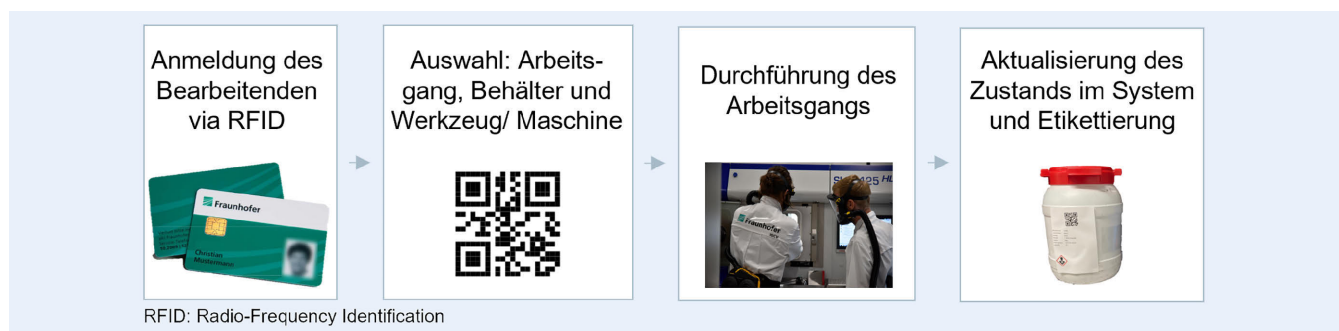 Anmeldung des
Bearbeitenden
via RFID
Fraunhofer
Christian
Mustermann
Auswahl: Arbeits-
gang, Behälter und
Werkzeug/ Maschine
Durchführung des
Arbeitsgangs
Fraunhofer
Aktualisierung des
Zustands im System
und Etikettierung
RFID: Radio-Frequency Identification